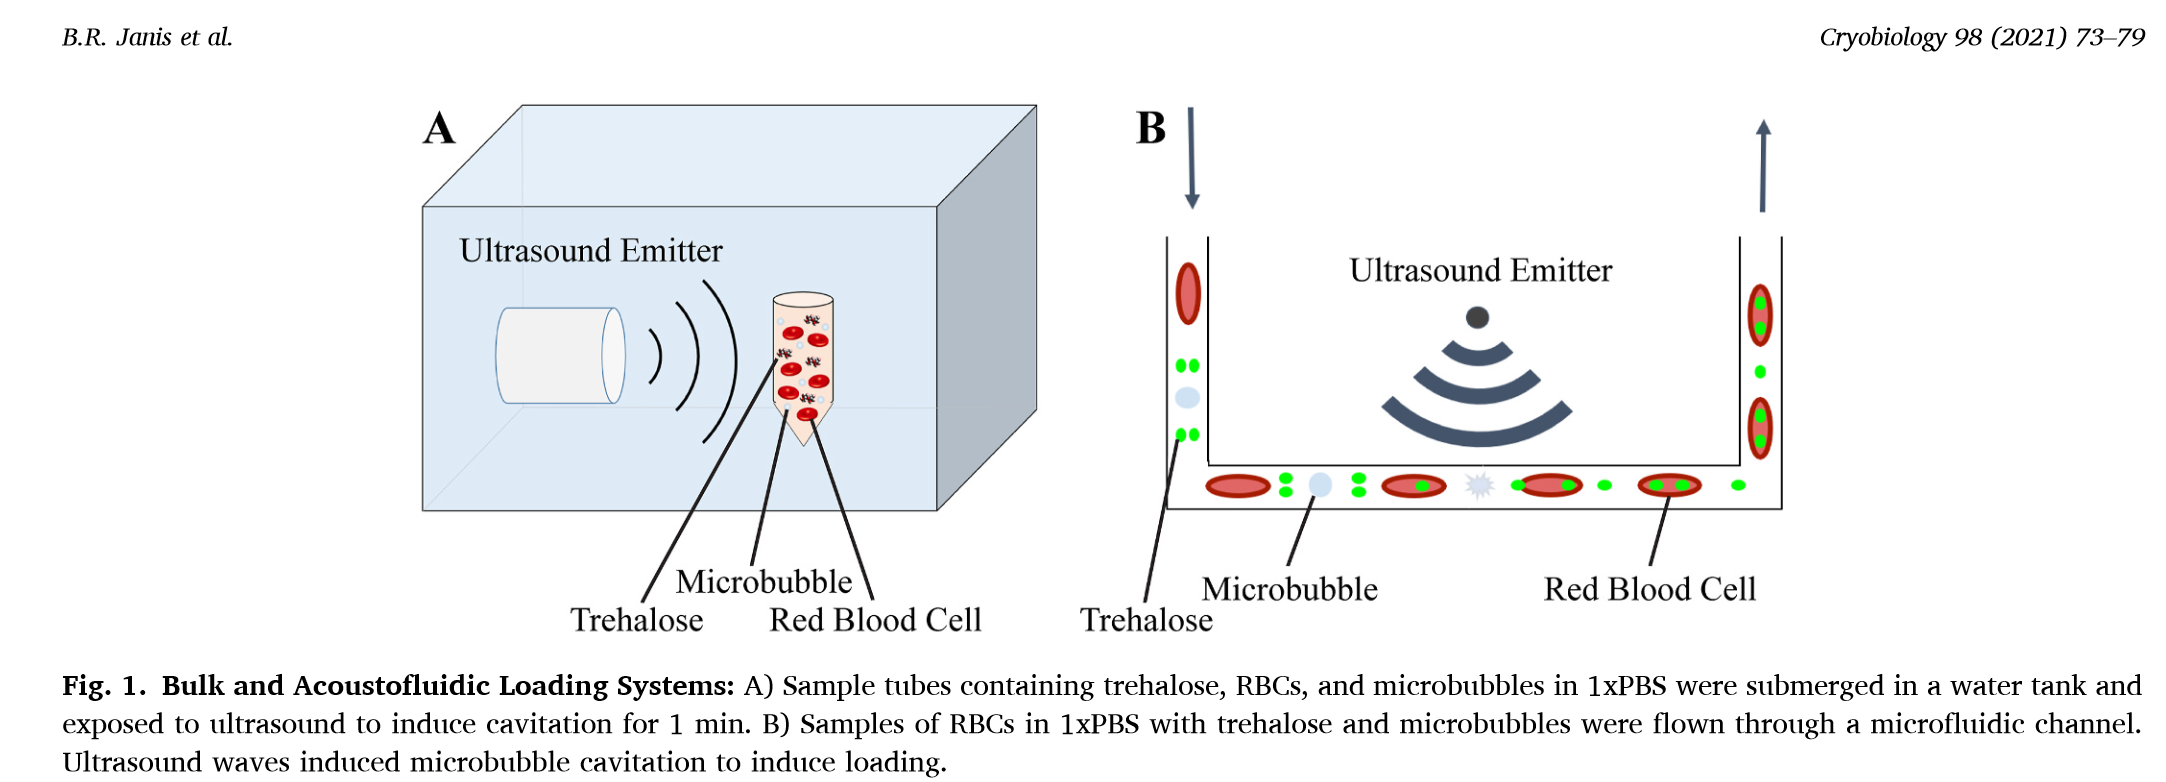 B.R. Janis et al.
Cryobiology 98 (2021) 73–79
A
Ultrasound Emitter
Microbubble
Trehalose
Red Blood Cell
B
Ultrasound Emitter
Microbubble
Red Blood Cell
Trehalose
Fig. 1. Bulk and Acoustofluidic Loading Systems: A) Sample tubes containing trehalose, RBCs, and microbubbles in 1xPBS were submerged in a water tank and
exposed to ultrasound to induce cavitation for 1 min. B) Samples of RBCs in 1xPBS with trehalose and microbubbles were flown through a microfluidic channel.
Ultrasound waves induced microbubble cavitation to induce loading.